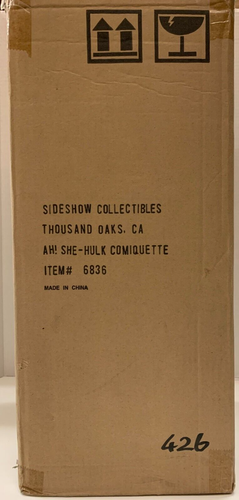 SIDESHOW COLLECTIBLES
THOUSAND OAKS, CA
AH! SHE-HULK COMIQUETTE
ITEM# 6836
MADE IN CHINA
426